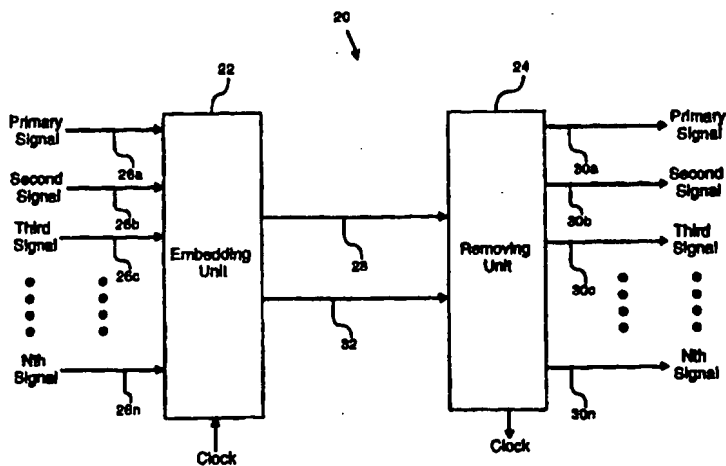 20
22
24
Primary
Signal
26a
Second
Signal
26b
Third
Signal
26c
Embedding
Unit
Nth
Signal
26n
Clock
28
32
Removing
Unit
Primary
Signal
30a
Second
Signal
30b
Third
Signal
30c
Nth
Signal
30n
Clock